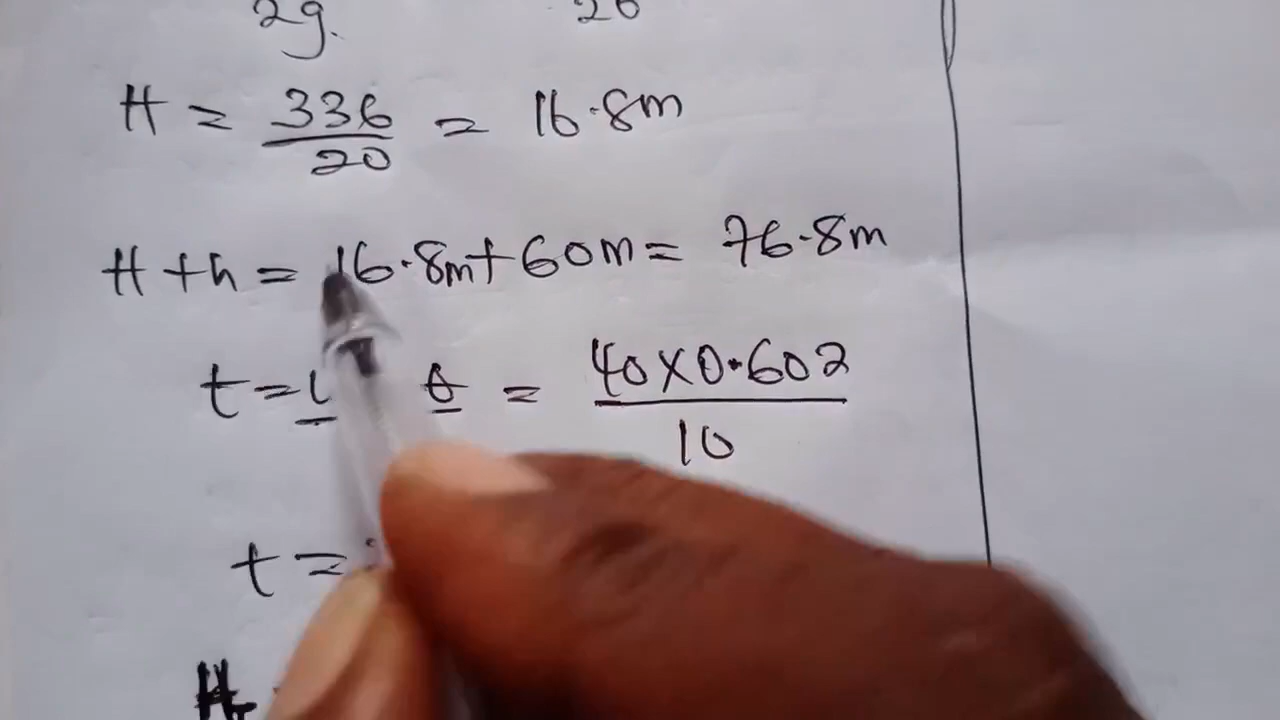 2g. 20
H = 336/20 = 16.8m
H + h = 16.8m + 60m = 76.8m
t = θ = 40 x 0.602/10
t =
H